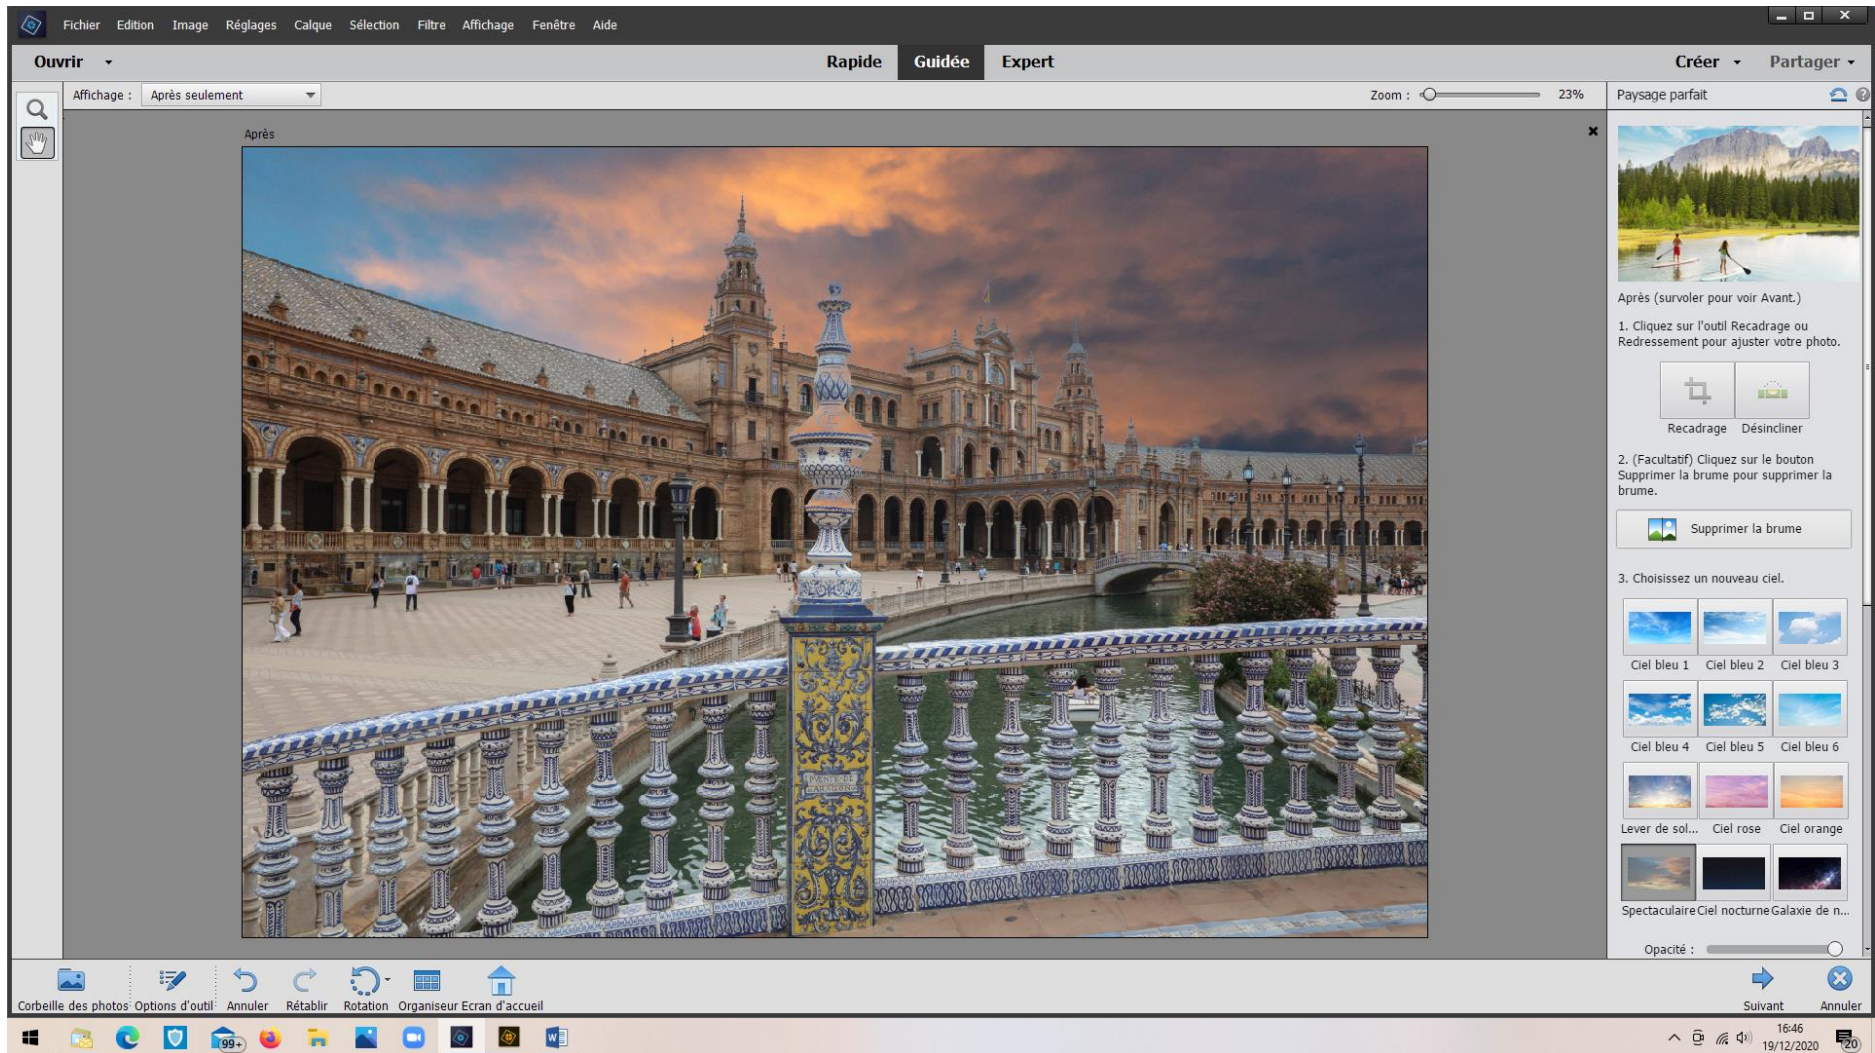 Fichier Edition Image Réglages Calque Sélection Filtre Affichage Fenêtre Aide
Ouvrir Rapide Guidée Expert Créer Partager
Affichage : Après seulement Zoom : 23% Paysage parfait
Après
Après (survoler pour voir Avant.)
1. Cliquez sur l'outil Recadrage ou
Redressement pour ajuster votre photo.
Recadrage Désincliner
2. (Facultatif) Cliquez sur le bouton
Supprimer la brume pour supprimer la
brume.
Supprimer la brume
3. Choisissez un nouveau ciel.
Ciel bleu 1 Ciel bleu 2 Ciel bleu 3
Ciel bleu 4 Ciel bleu 5 Ciel bleu 6
Lever de sol... Ciel rose Ciel orange
Spectaculaire Ciel nocturne Galaxie de n...
Opacité :
PUENTE DE
ARAGON
Corbeille des photos Options d'outil Annuler Rétablir Rotation Organiseur Ecran d'accueil Suivant Annuler
99+
16:46
19/12/2020
20